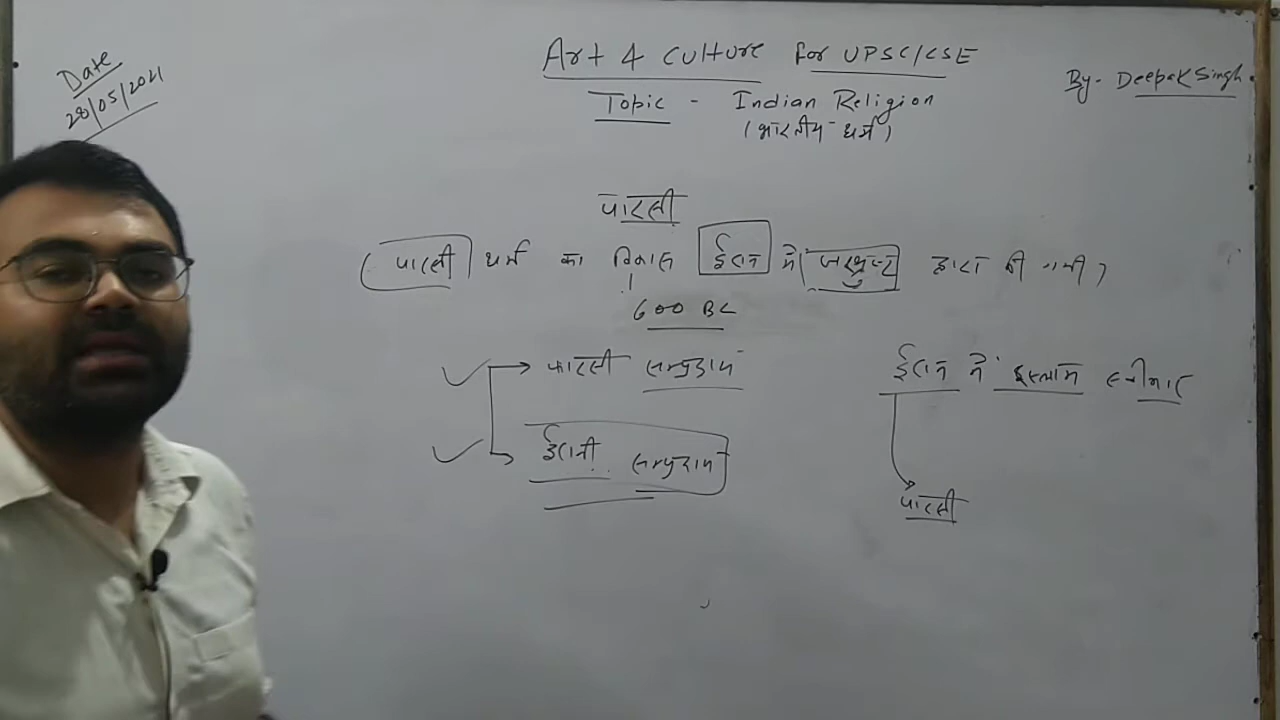 Date
28/05/2021
Art & Culture for UPSC/CSE
By- Deepak Singh
Topic - Indian Religion
(भारतीय धर्म)
पारसी
पारसी धर्म का विकास ईरान में जरथुष्ट्र द्वारा की गयी
600 BC
पारसी सम्प्रदाय
ईरान ने इस्लाम स्वीकार
ईरानी सम्प्रदाय
पारसी